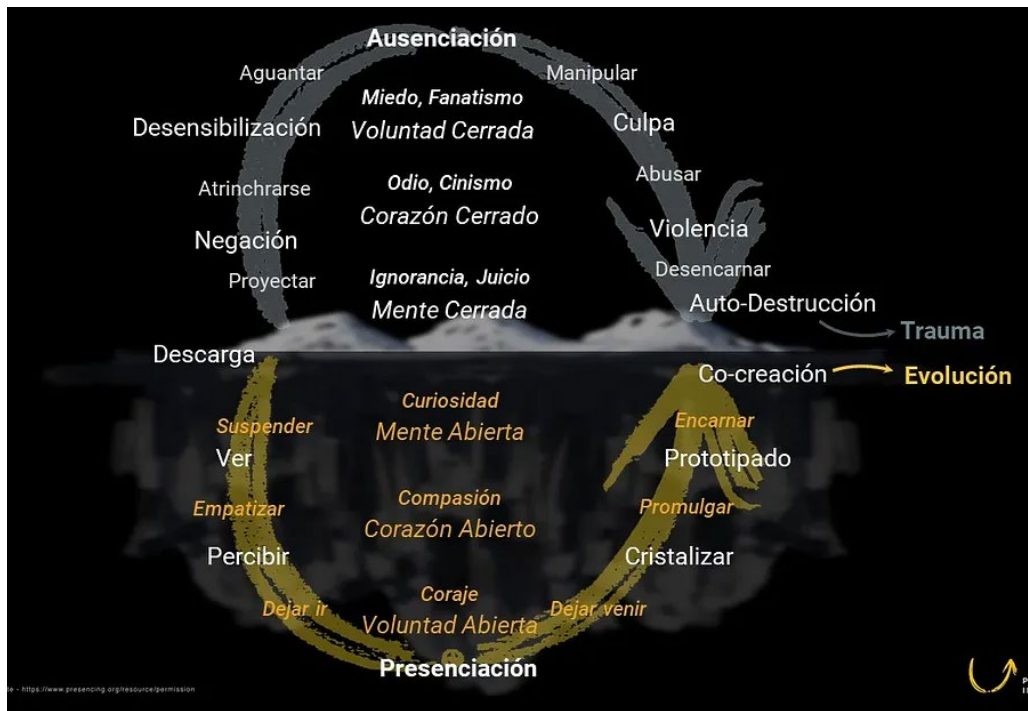 Ausenciación
Aguantar
Manipular
Miedo, Fanatismo
Desensibilización
Voluntad Cerrada
Culpa
Abusar
Odio, Cinismo
Atrinchrarse
Corazón Cerrado
Violencia
Negación
Desencarnar
Proyectar
Ignorancia, Juicio
Mente Cerrada
Auto-Destrucción
Trauma
Descarga
Co-creación
Evolución
Curiosidad
Suspender
Mente Abierta
Encarnar
Ver
Prototipado
Compasión
Empatizar
Promulgar
Corazón Abierto
Percibir
Cristalizar
Coraje
Dejar ir
Dejar venir
Voluntad Abierta
Presenciación
te - https://www.presencing.org/resource/permission